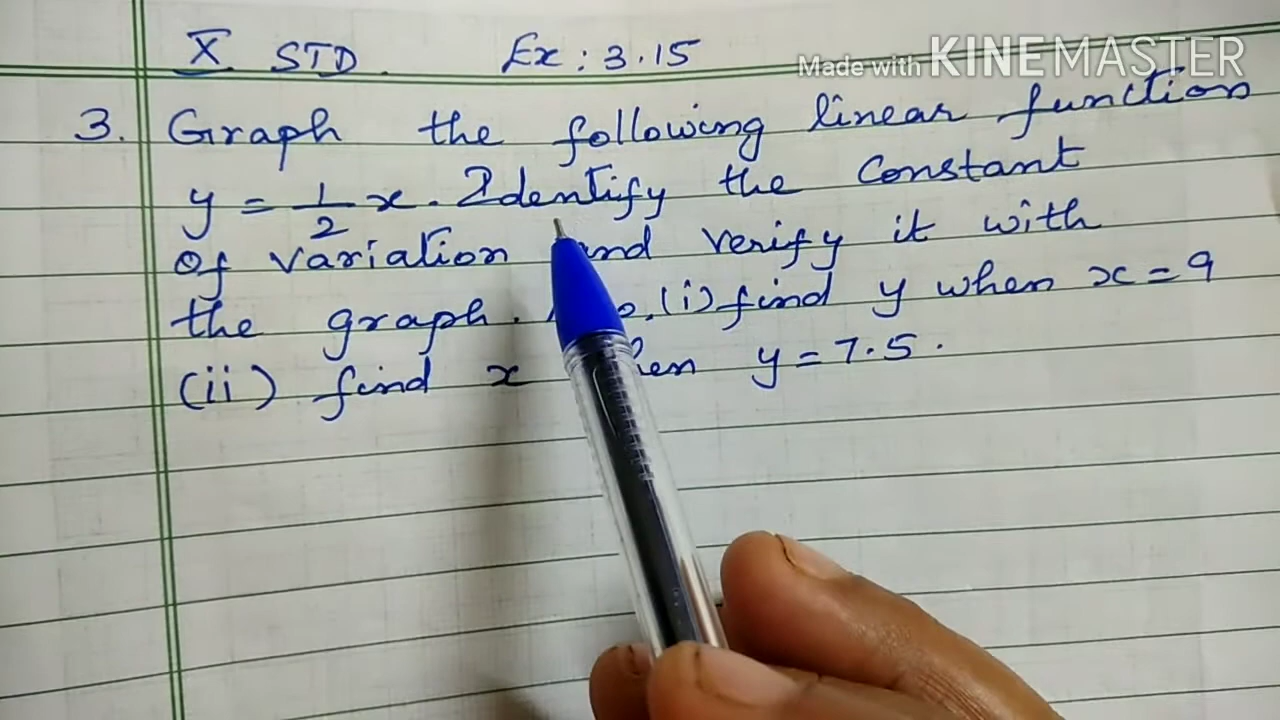 X STD Ex : 3.15
Made with KINEMASTER
3. Graph the following linear function
y = 1/2 x. Identify the constant
of variation and verify it with
the graph. (i) find y when x = 9
(ii) find x y = 7.5.